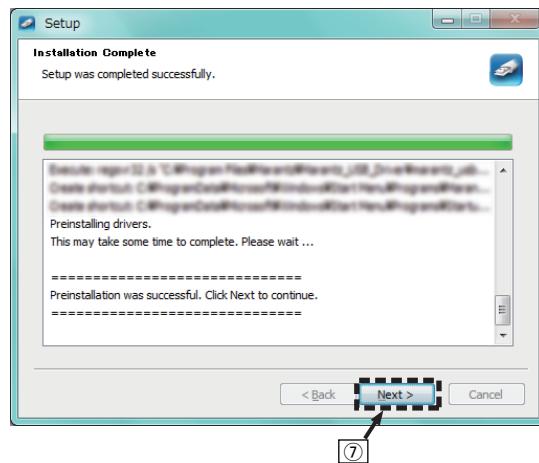 Setup
Installation Complete
Setup was completed successfully.
Preinstalling drivers.
This may take some time to complete. Please wait ...
==============================
Preinstallation was successful. Click Next to continue.
==============================
< Back
Next >
Cancel
⑦